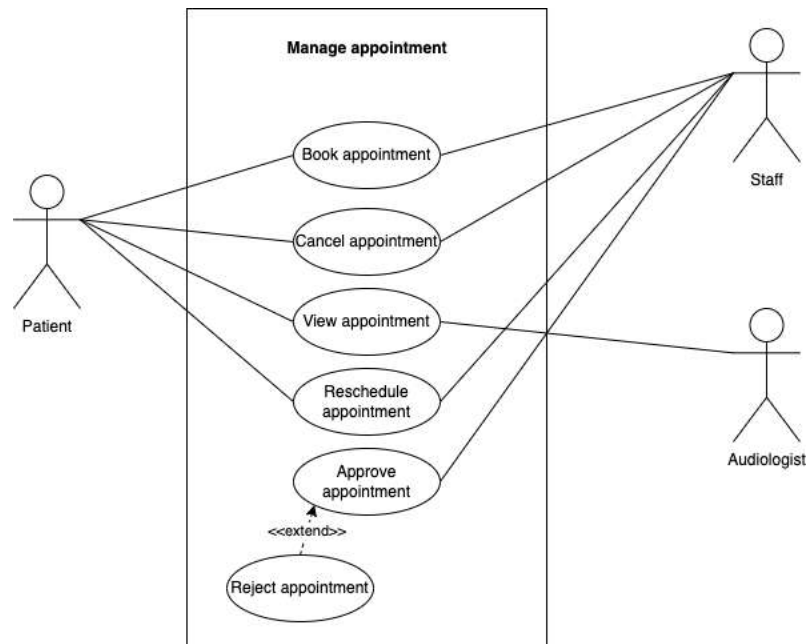 Manage appointment
Book appointment
Staff
Cancel appointment
Patient
View appointment
Reschedule
appointment
Audiologist
Approve
appointment
<<extend>>
Reject appointment